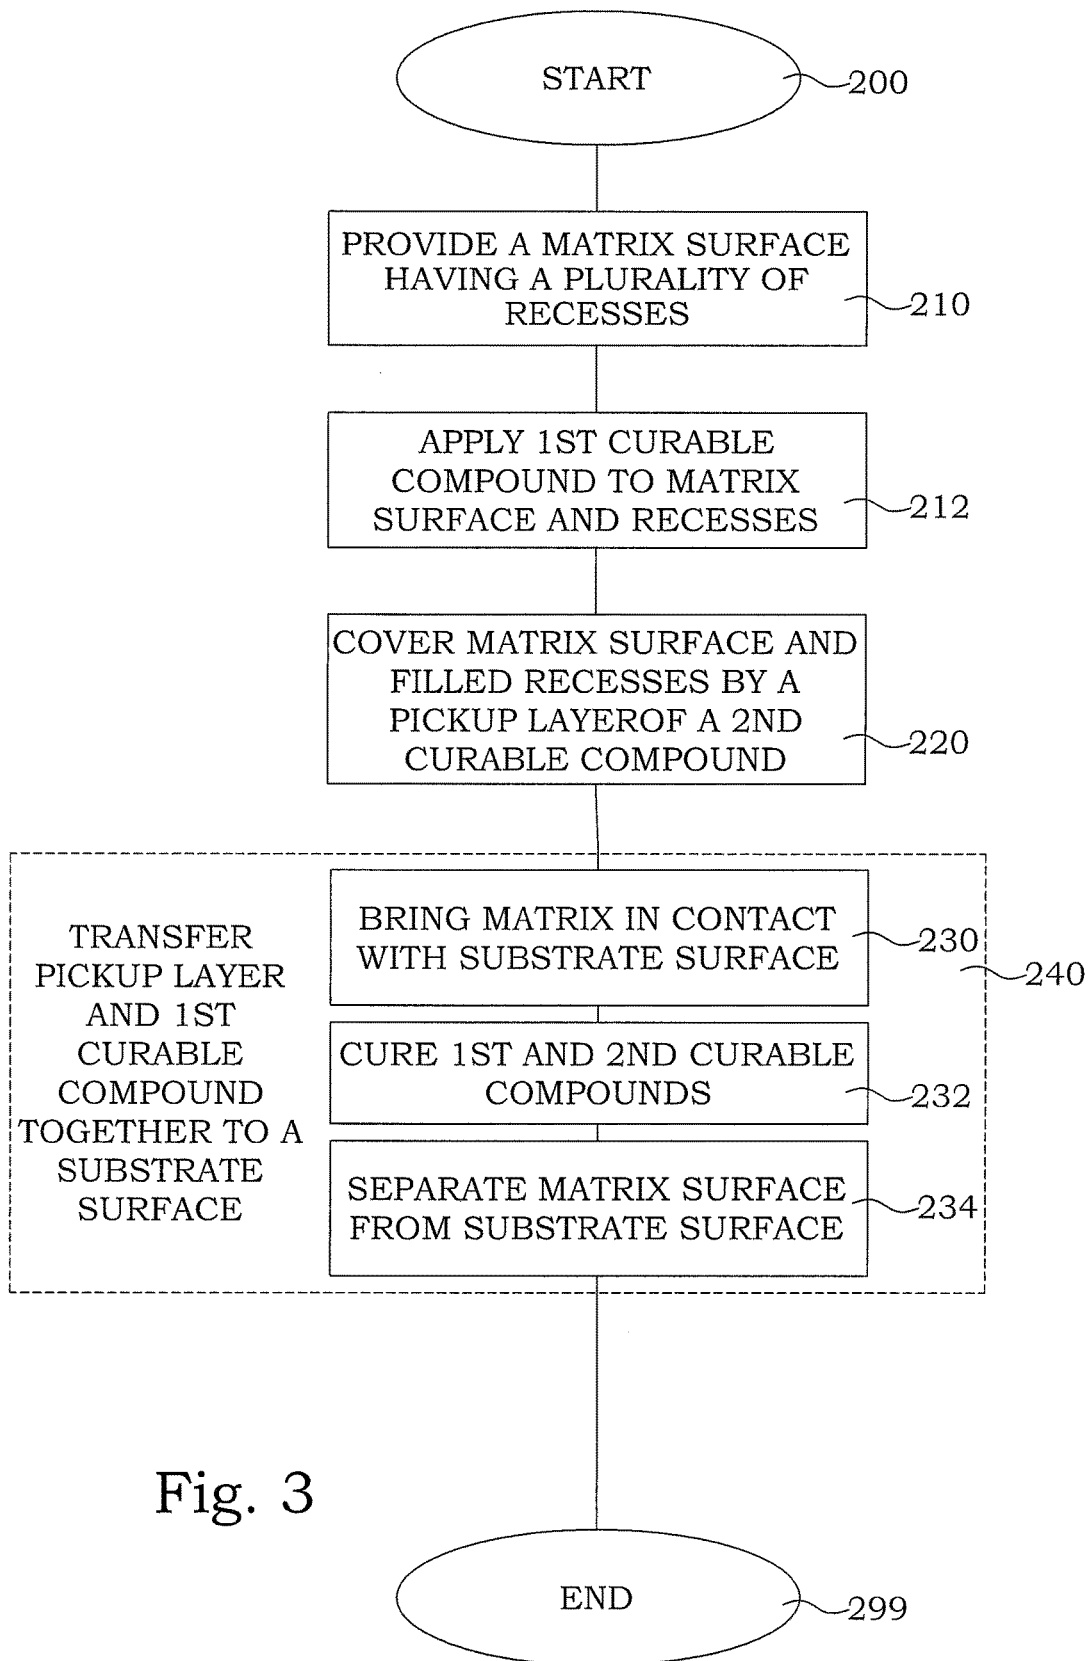 START
200
PROVIDE A MATRIX SURFACE
HAVING A PLURALITY OF
RECESSES
210
APPLY 1ST CURABLE
COMPOUND TO MATRIX
SURFACE AND RECESSES
212
COVER MATRIX SURFACE AND
FILLED RECESSES BY A
PICKUP LAYEROF A 2ND
CURABLE COMPOUND
220
TRANSFER
PICKUP LAYER
AND 1ST
CURABLE
COMPOUND
TOGETHER TO A
SUBSTRATE
SURFACE
BRING MATRIX IN CONTACT
WITH SUBSTRATE SURFACE
230
240
CURE 1ST AND 2ND CURABLE
COMPOUNDS
232
SEPARATE MATRIX SURFACE
FROM SUBSTRATE SURFACE
234
Fig. 3
END
299